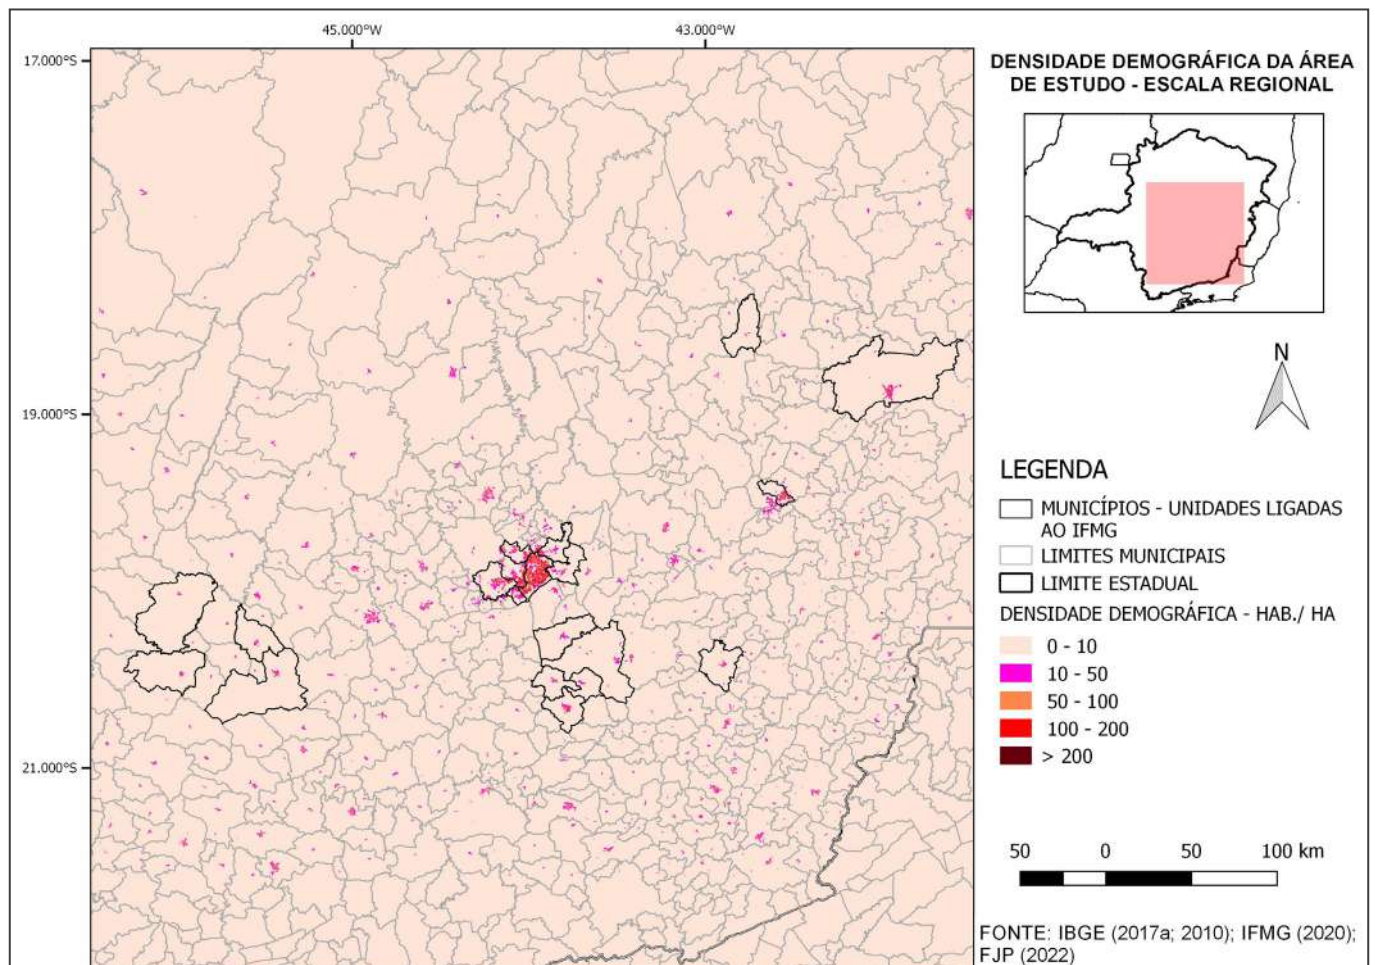 45.000°W
43.000°W
17.000°S
19.000°S
21.000°S
DENSIDADE DEMOGRÁFICA DA ÁREA
DE ESTUDO - ESCALA REGIONAL
N
LEGENDA
MUNICÍPIOS - UNIDADES LIGADAS
AO IFMG
LIMITES MUNICIPAIS
LIMITE ESTADUAL
DENSIDADE DEMOGRÁFICA - HAB./ HA
0 - 10
10 - 50
50 - 100
100 - 200
> 200
50 0 50 100 km
FONTE: IBGE (2017a; 2010); IFMG (2020);
FJP (2022)